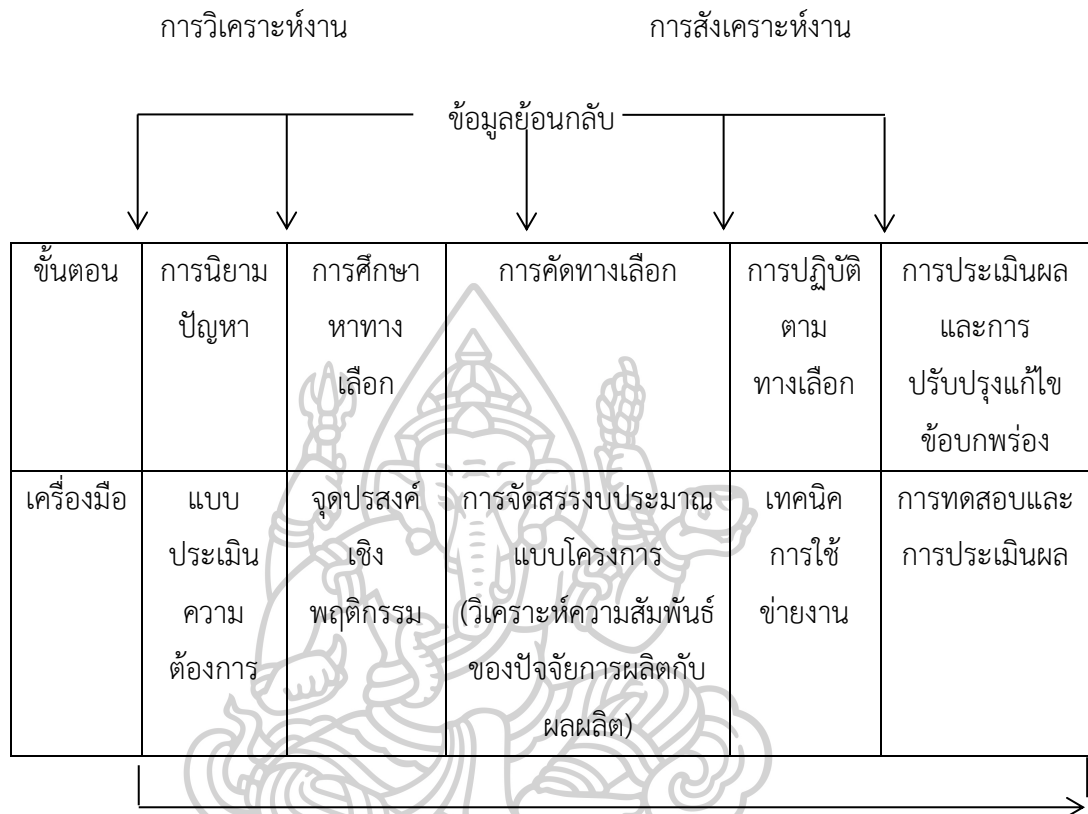 การวิเคราะห์งาน การสังเคราะห์งาน
ข้อมูลย้อนกลับ
ขั้นตอน การนิยาม การศึกษา การคัดทางเลือก การปฏิบัติ การประเมินผล
ปัญหา หาทาง ตาม และการ
เลือก ทางเลือก ปรับปรุงแก้ไข
ข้อบกพร่อง
เครื่องมือ แบบ จุดปรสงค์ การจัดสรรงบประมาณ เทคนิค การทดสอบและ
ประเมิน เชิง แบบโครงการ การใช้ การประเมินผล
ความ พฤติกรรม (วิเคราะห์ความสัมพันธ์ ข่ายงาน
ต้องการ ของปัจจัยการผลิตกับ
ผลผลิต)